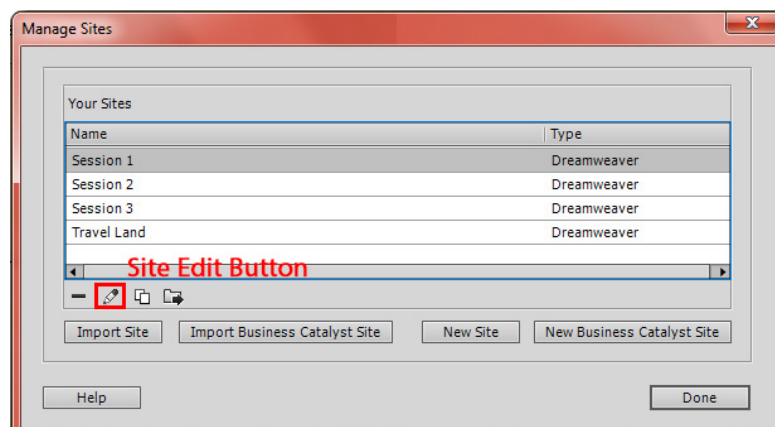 Manage Sites
Your Sites
Name Type
Session 1 Dreamweaver
Session 2 Dreamweaver
Session 3 Dreamweaver
Travel Land Dreamweaver
Site Edit Button
Import Site Import Business Catalyst Site New Site New Business Catalyst Site
Help Done